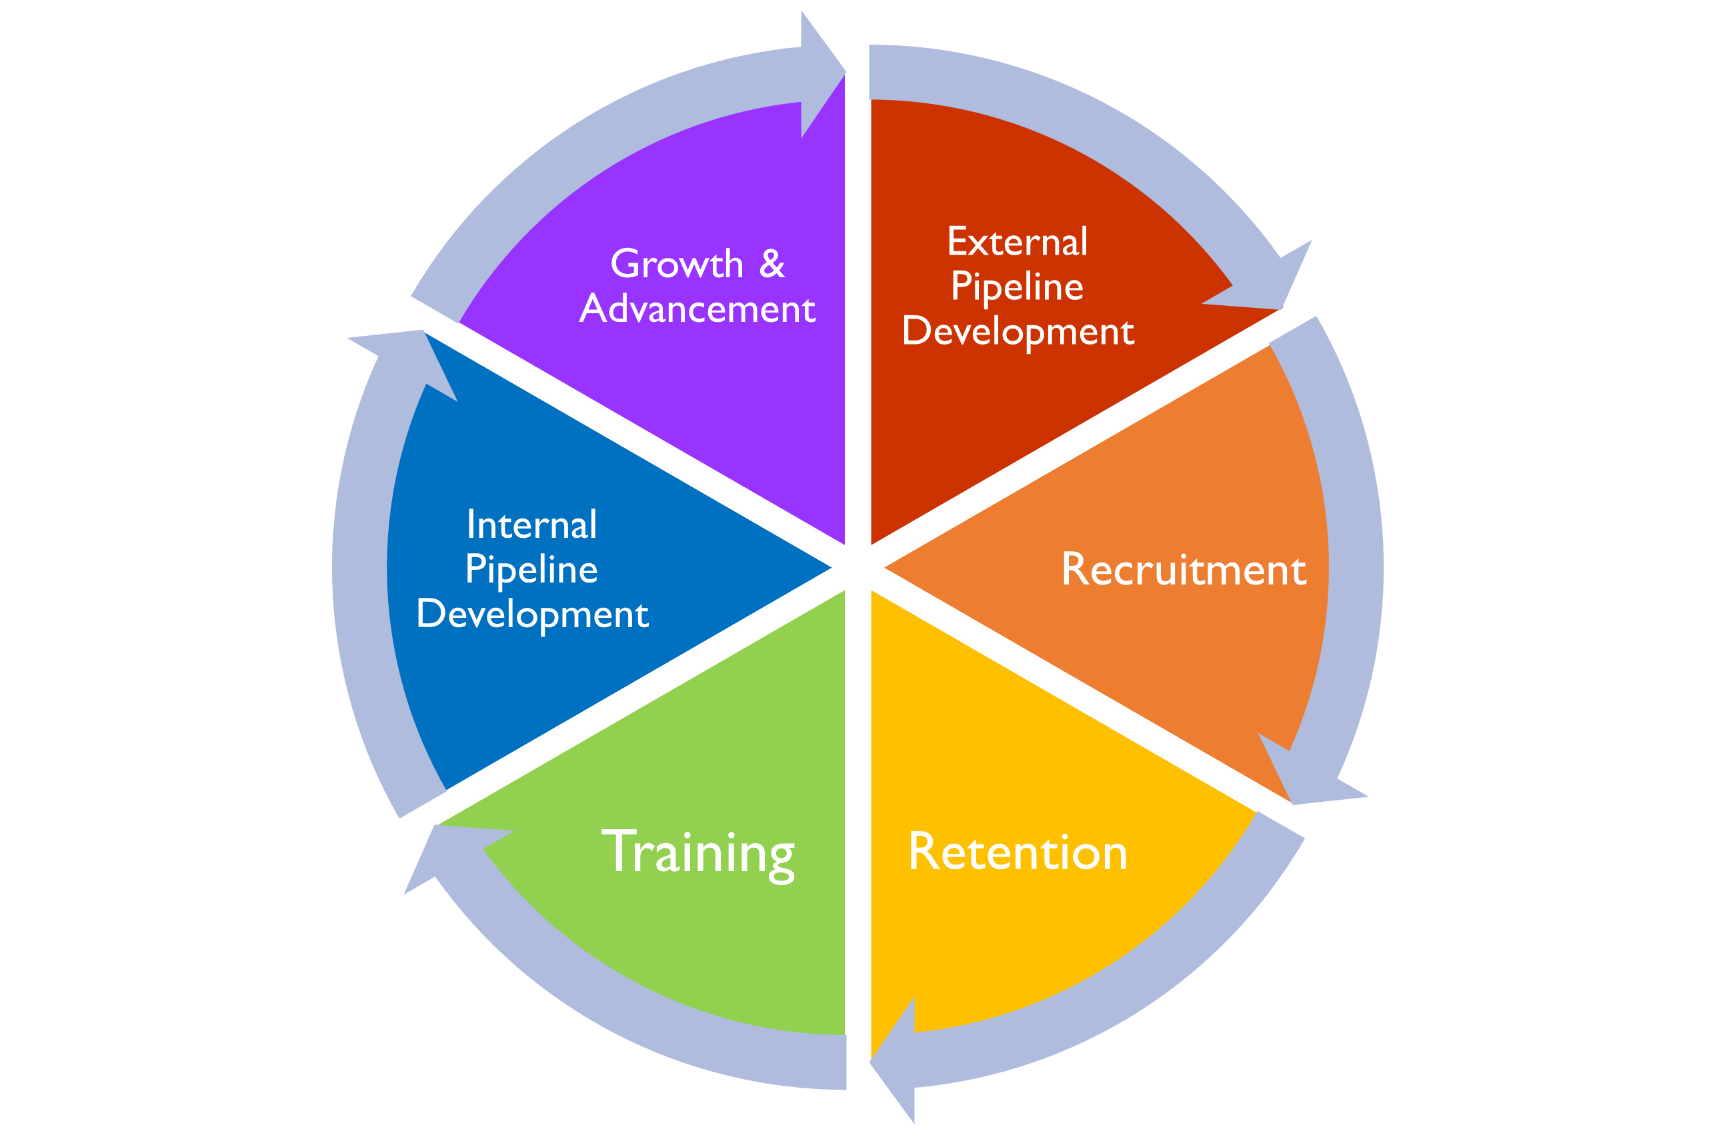 External
Pipeline
Development
Recruitment
Retention
Training
Internal
Pipeline
Development
Growth &
Advancement